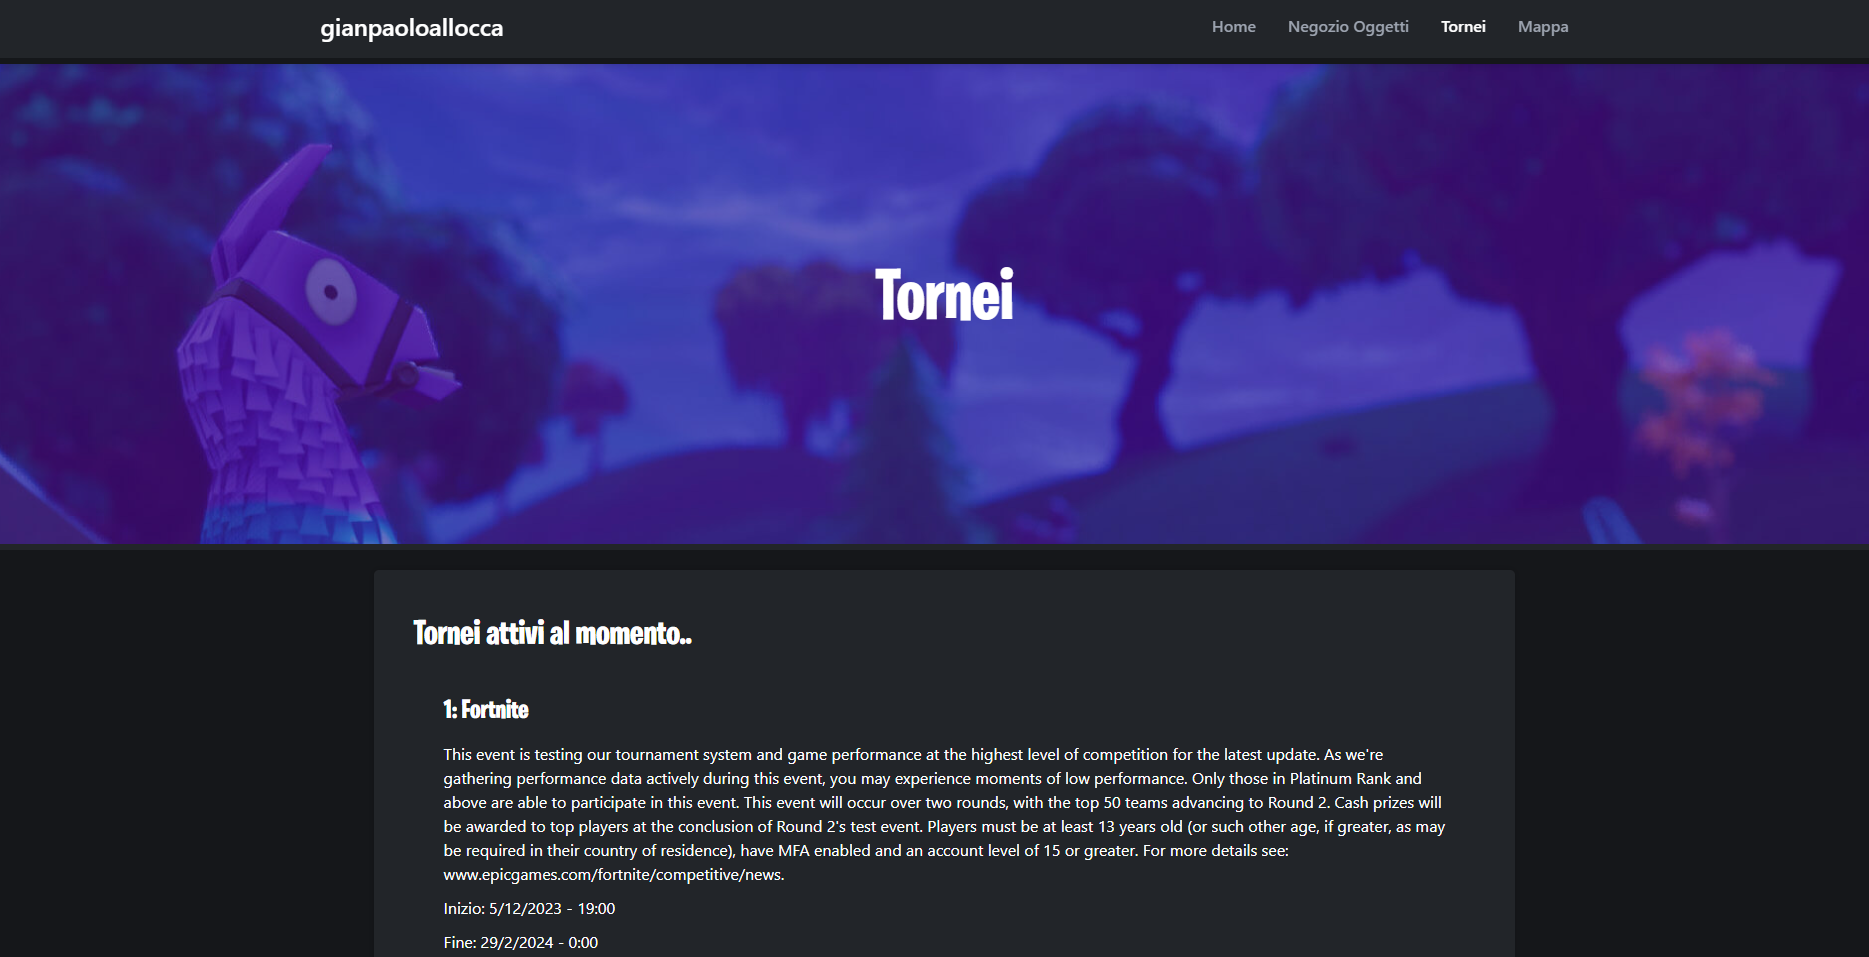 gianpaoloallocca
Home Negozio Oggetti Tornei Mappa
Tornei
Tornei attivi al momento..
1: Fortnite
This event is testing our tournament system and game performance at the highest level of competition for the latest update. As we're
gathering performance data actively during this event, you may experience moments of low performance. Only those in Platinum Rank and
above are able to participate in this event. This event will occur over two rounds, with the top 50 teams advancing to Round 2. Cash prizes will
be awarded to top players at the conclusion of Round 2's test event. Players must be at least 13 years old (or such other age, if greater, as may
be required in their country of residence), have MFA enabled and an account level of 15 or greater. For more details see:
www.epicgames.com/fortnite/competitive/news.
Inizio: 5/12/2023 - 19:00
Fine: 29/2/2024 - 0:00